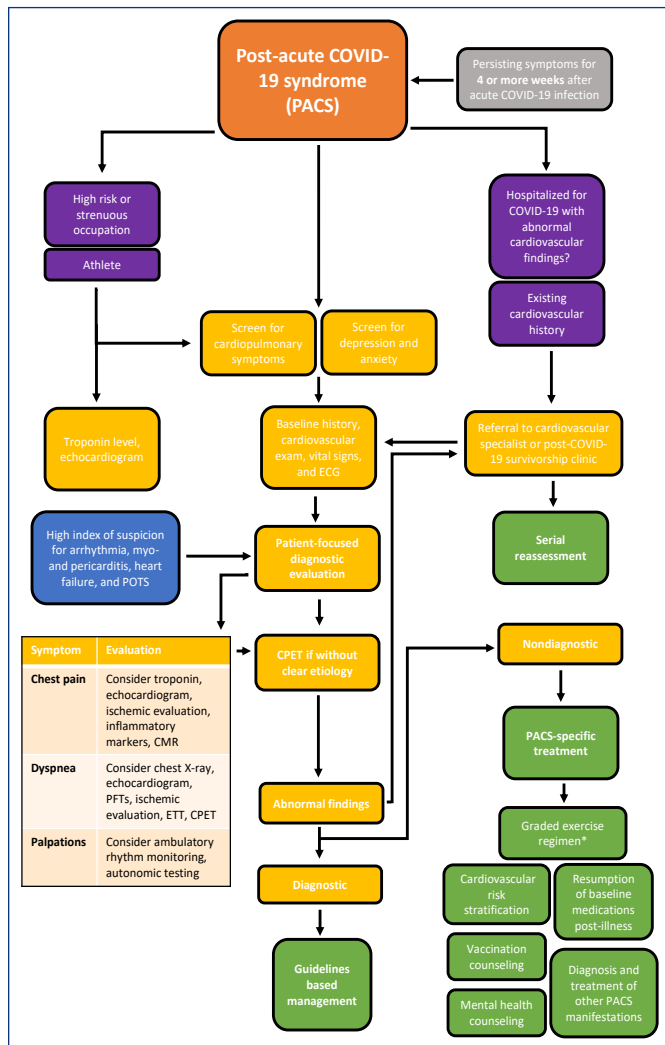 Post-acute COVID-
19 syndrome
(PACS)
Persisting symptoms for
4 or more weeks after
acute COVID-19 infection
High risk or
strenuous
occupation
Athlete
Hospitalized for
COVID-19 with
abnormal
cardiovascular
findings?
Existing
cardiovascular
history
Screen for
cardiopulmonary
symptoms
Screen for
depression and
anxiety
Troponin level,
echocardiogram
Baseline history,
cardiovascular
exam, vital signs,
and ECG
Referral to cardiovascular
specialist or post-COVID-
19 survivorship clinic
High index of suspicion
for arrhythmia, myo-
and pericarditis, heart
failure, and POTS
Patient-focused
diagnostic
evaluation
Serial
reassessment
Symptom Evaluation
Chest pain Consider troponin,
echocardiogram,
ischemic evaluation,
inflammatory
markers, CMR
Dyspnea Consider chest X-ray,
echocardiogram,
PFTs, ischemic
evaluation, ETT, CPET
Palpations Consider ambulatory
rhythm monitoring,
autonomic testing
CPET if without
clear etiology
Nondiagnostic
PACS-specific
treatment
Abnormal findings
Graded exercise
regimen*
Diagnostic
Cardiovascular
risk
stratification
Resumption
of baseline
medications
post-illness
Guidelines
based
management
Vaccination
counseling
Diagnosis and
treatment of
other PACS
manifestations
Mental health
counseling